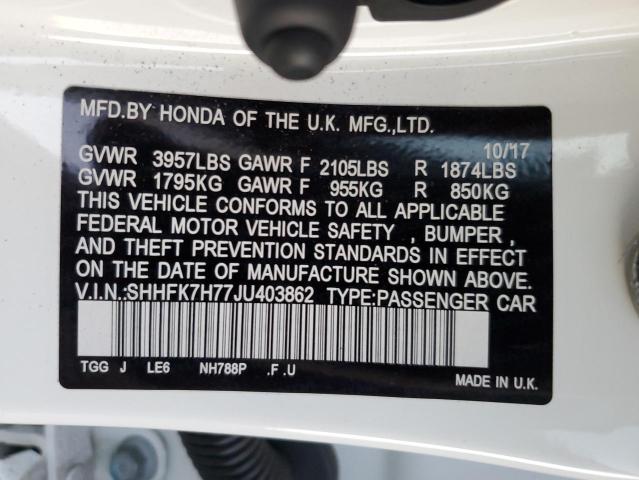 MFD.BY HONDA OF THE U.K. MFG.,LTD.
10/17
GVWR 3957LBS GAWR F 2105LBS R 1874LBS
GVWR 1795KG GAWR F 955KG R 850KG
THIS VEHICLE CONFORMS TO ALL APPLICABLE
FEDERAL MOTOR VEHICLE SAFETY , BUMPER ,
AND THEFT PREVENTION STANDARDS IN EFFECT
ON THE DATE OF MANUFACTURE SHOWN ABOVE.
V.I.N.:SHHFK7H77JU403862 TYPE:PASSENGER CAR
TGG J LE6 NH788P .F .U
MADE IN U.K.